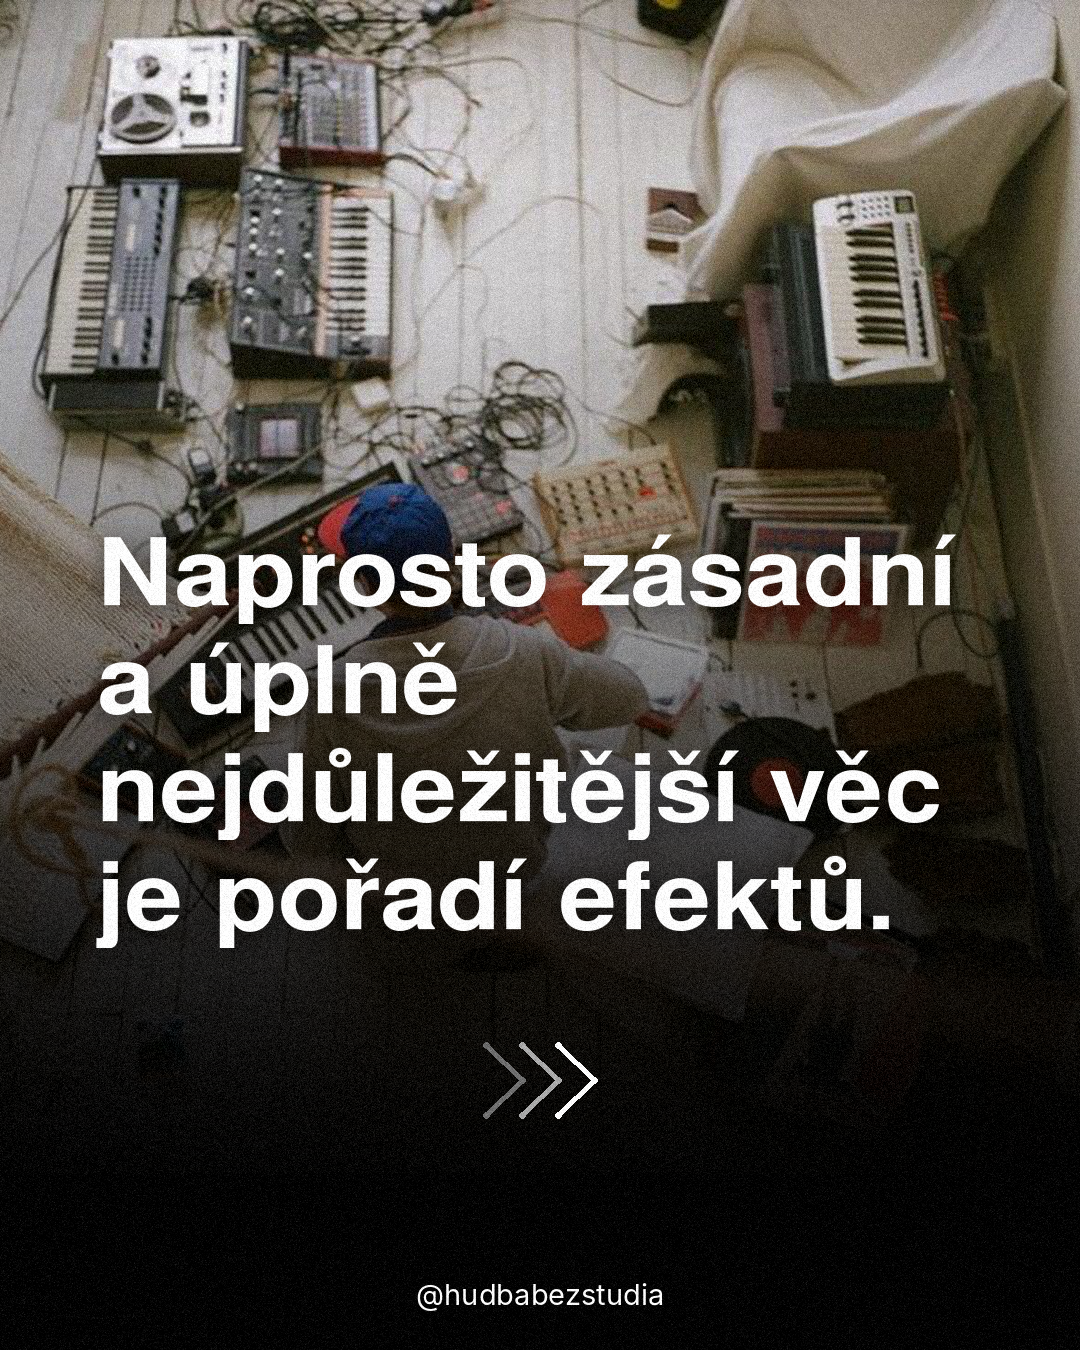 Naprosto zásadní
a úplně
nejdůležitější věc
je pořadí efektů.
@hudbabezstudia